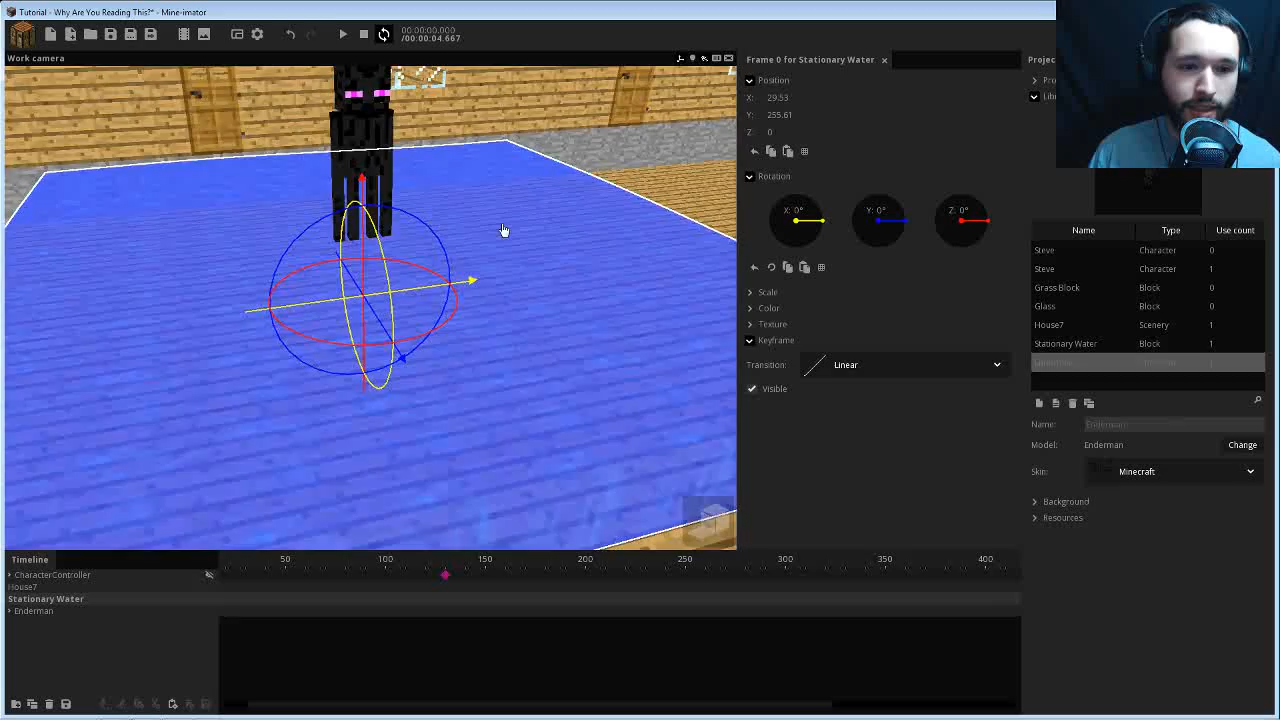 Tutorial - Why Are You Reading This?* - Mine-imator
00:00:00.000
/00:00:04.667
Work camera
Frame 0 for Stationary Water
Position
X: 29.53
Y: 255.61
Z: 0
Rotation
X: 0°
Y: 0°
Z: 0°
Scale
Color
Texture
Keyframe
Transition: Linear
Visible
Name Type Use count
Steve Character 0
Steve Character 1
Grass Block Block 0
Glass Block 0
House7 Scenery 1
Stationary Water Block 1
Name: Enderman
Model: Enderman Change
Skin: Minecraft
Background
Resources
Timeline
50 100 150 200 250 300 350 400
CharacterController
House7
Stationary Water
Enderman